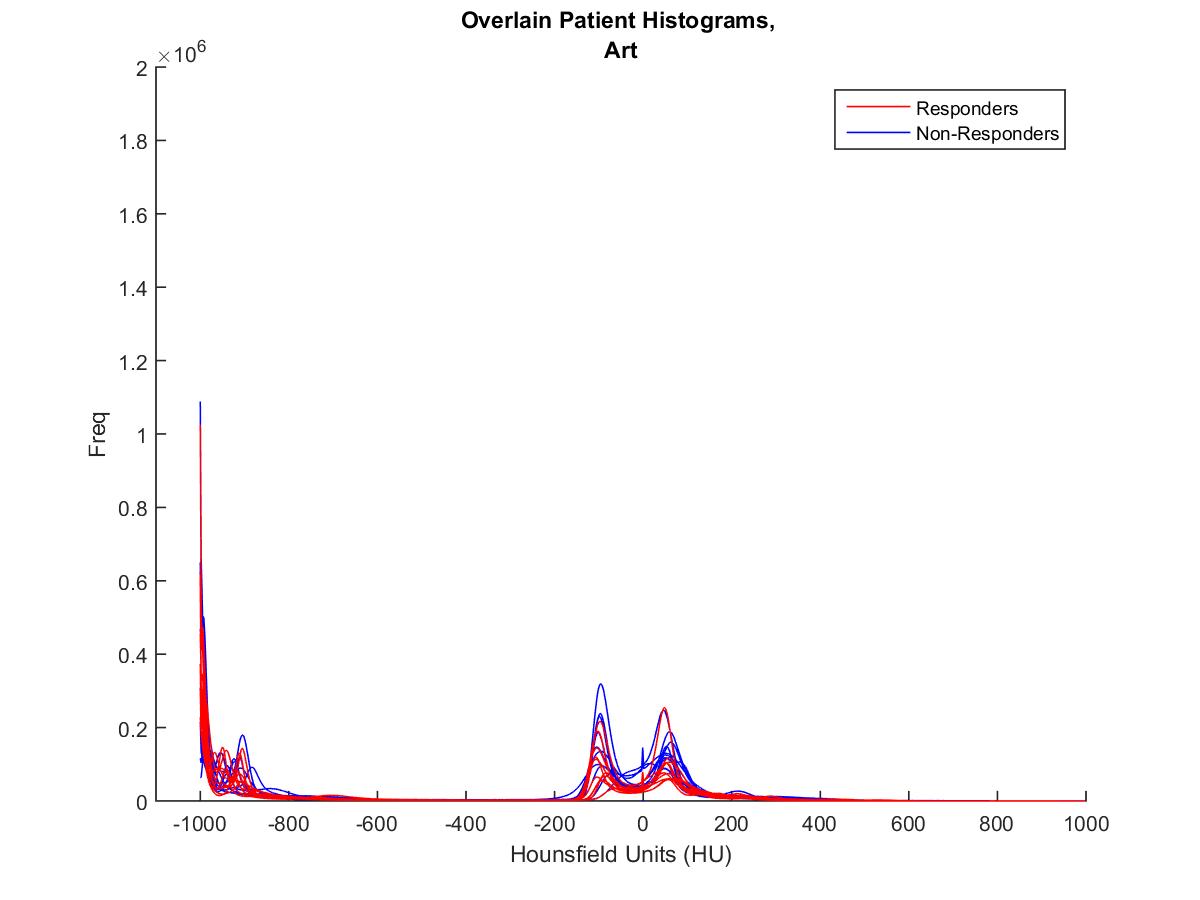 Overlain Patient Histograms,
Art
×10^6
2
1.8
1.6
1.4
1.2
1
0.8
0.6
0.4
0.2
0
Freq
Responders
Non-Responders
-1000 -800 -600 -400 -200 0 200 400 600 800 1000
Hounsfield Units (HU)